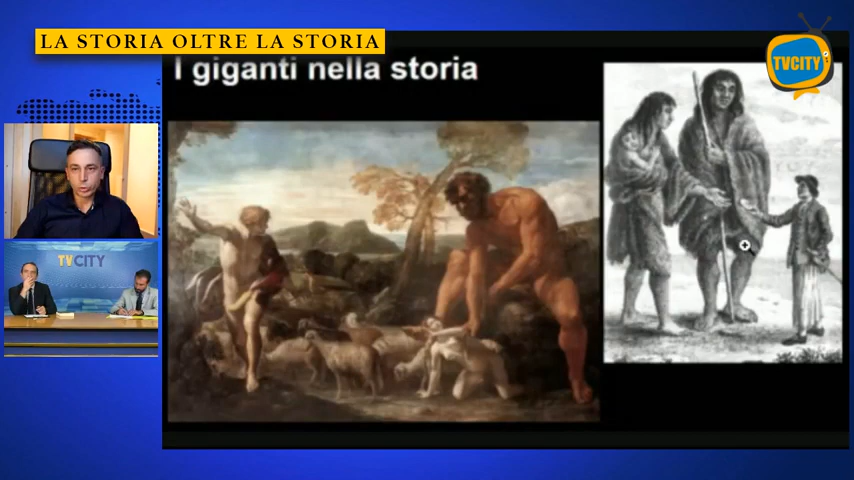 LA STORIA OLTRE LA STORIA
I giganti nella storia
TVCITY
TVCITY